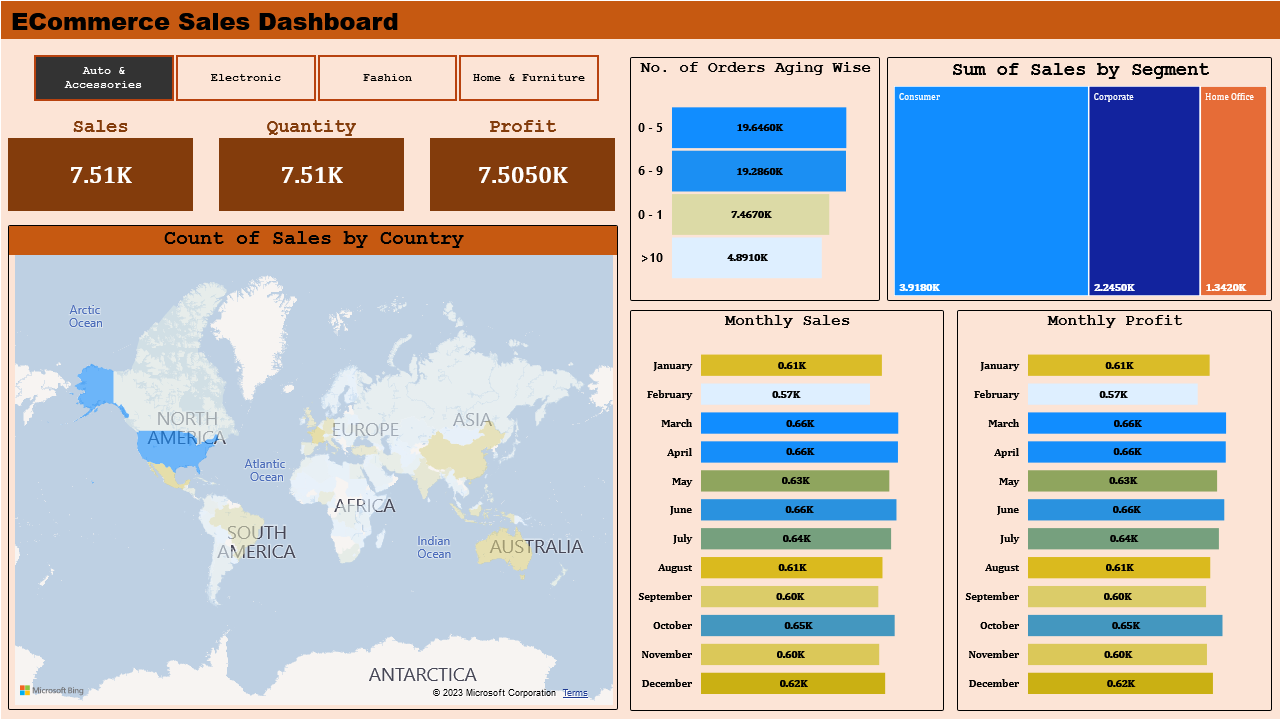 ECommerce Sales Dashboard
Auto &
Accessories
Electronic
Fashion
Home & Furniture
Sales
Quantity
Profit
7.51K
7.51K
7.5050K
Count of Sales by Country
Arctic
Ocean
NORTH
AMERICA
EUROPE
ASIA
Atlantic
Ocean
AFRICA
SOUTH
AMERICA
Indian
Ocean
AUSTRALIA
ANTARCTICA
Microsoft Bing
© 2023 Microsoft Corporation Terms
No. of Orders Aging Wise
0 - 5 19.6460K
6 - 9 19.2860K
0 - 1 7.4670K
>10 4.8910K
Sum of Sales by Segment
Consumer
Corporate
Home Office
3.9180K
2.2450K
1.3420K
Monthly Sales
January 0.61K
February 0.57K
March 0.66K
April 0.66K
May 0.63K
June 0.66K
July 0.64K
August 0.61K
September 0.60K
October 0.65K
November 0.60K
December 0.62K
Monthly Profit
January 0.61K
February 0.57K
March 0.66K
April 0.66K
May 0.63K
June 0.66K
July 0.64K
August 0.61K
September 0.60K
October 0.65K
November 0.60K
December 0.62K